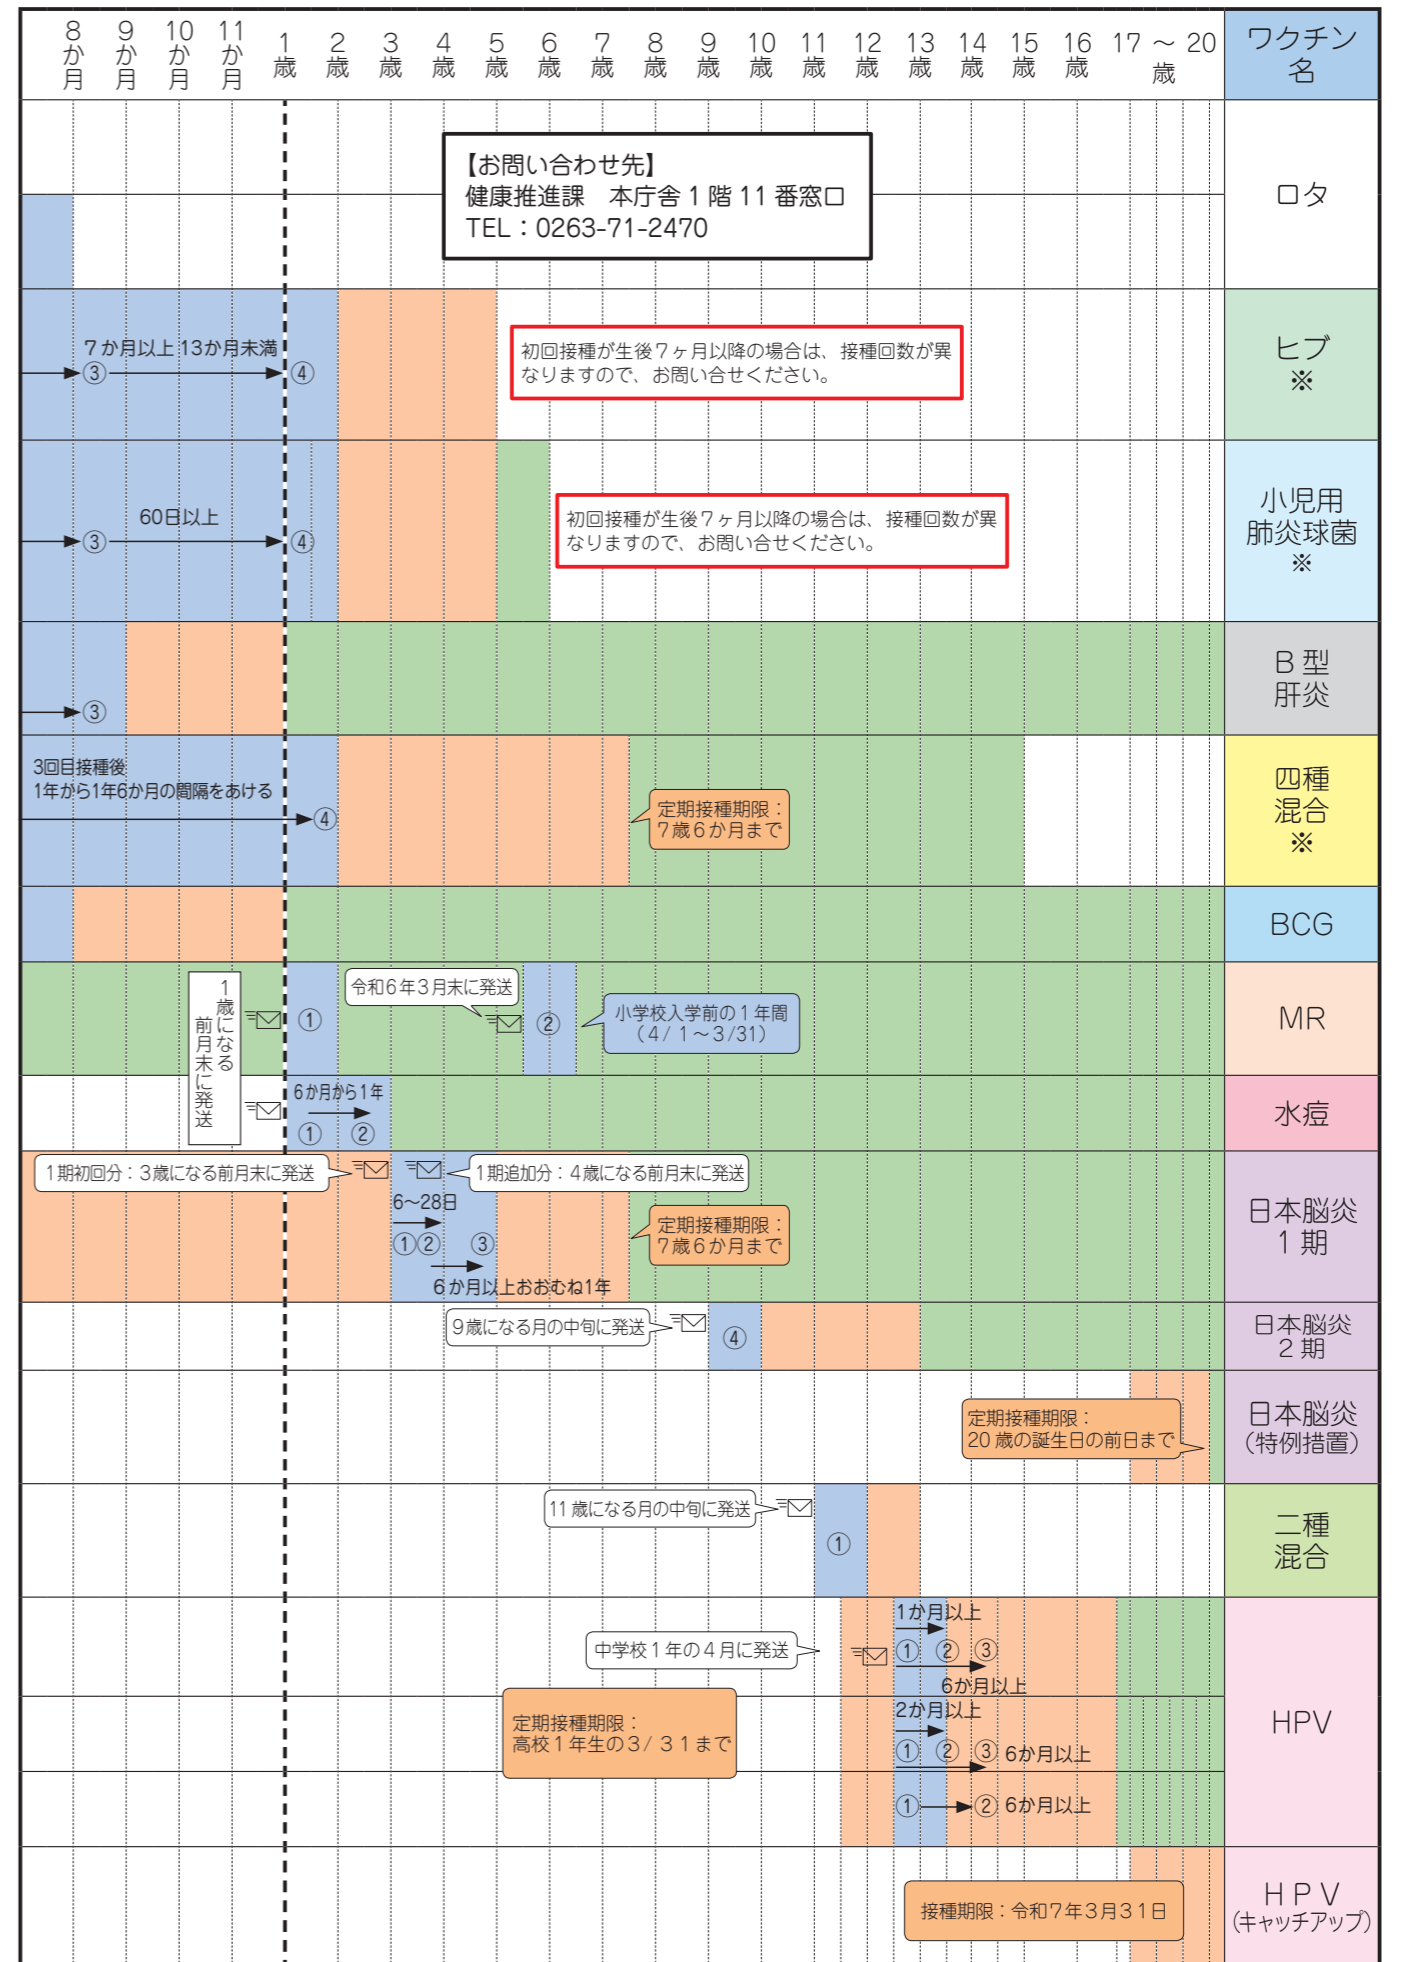 8か月
9か月
10か月
11か月
1歳
2歳
3歳
4歳
5歳
6歳
7歳
8歳
9歳
10歳
11歳
12歳
13歳
14歳
15歳
16歳
17～20歳
ワクチン
名
【お問い合わせ先】
健康推進課　本庁舎1階11番窓口
TEL：0263-71-2470
ロタ
7か月以上13か月未満
③
④
初回接種が生後7ヶ月以降の場合は、接種回数が異
なりますので、お問い合せください。
ヒブ
※
60日以上
③
④
初回接種が生後7ヶ月以降の場合は、接種回数が異
なりますので、お問い合せください。
小児用
肺炎球菌
※
③
B型
肝炎
3回目接種後
1年から1年6か月の間隔をあける
④
定期接種期限：
7歳6か月まで
四種
混合
※
BCG
1歳になる
前月末に発送
①
令和6年3月末に発送
②
小学校入学前の1年間
（4/1～3/31）
MR
6か月から1年
①
②
水痘
1期初回分：3歳になる前月末に発送
1期追加分：4歳になる前月末に発送
6～28日
①②
③
6か月以上おおむね1年
定期接種期限：
7歳6か月まで
日本脳炎
1期
9歳になる月の中旬に発送
④
日本脳炎
2期
定期接種期限：
20歳の誕生日の前日まで
日本脳炎
（特例措置）
11歳になる月の中旬に発送
①
二種
混合
中学校1年の4月に発送
1か月以上
① ② ③
6か月以上
定期接種期限：
高校1年生の3/31まで
2か月以上
① ② ③ 6か月以上
① ② 6か月以上
HPV
接種期限：令和7年3月31日
HPV
（キャッチアップ）